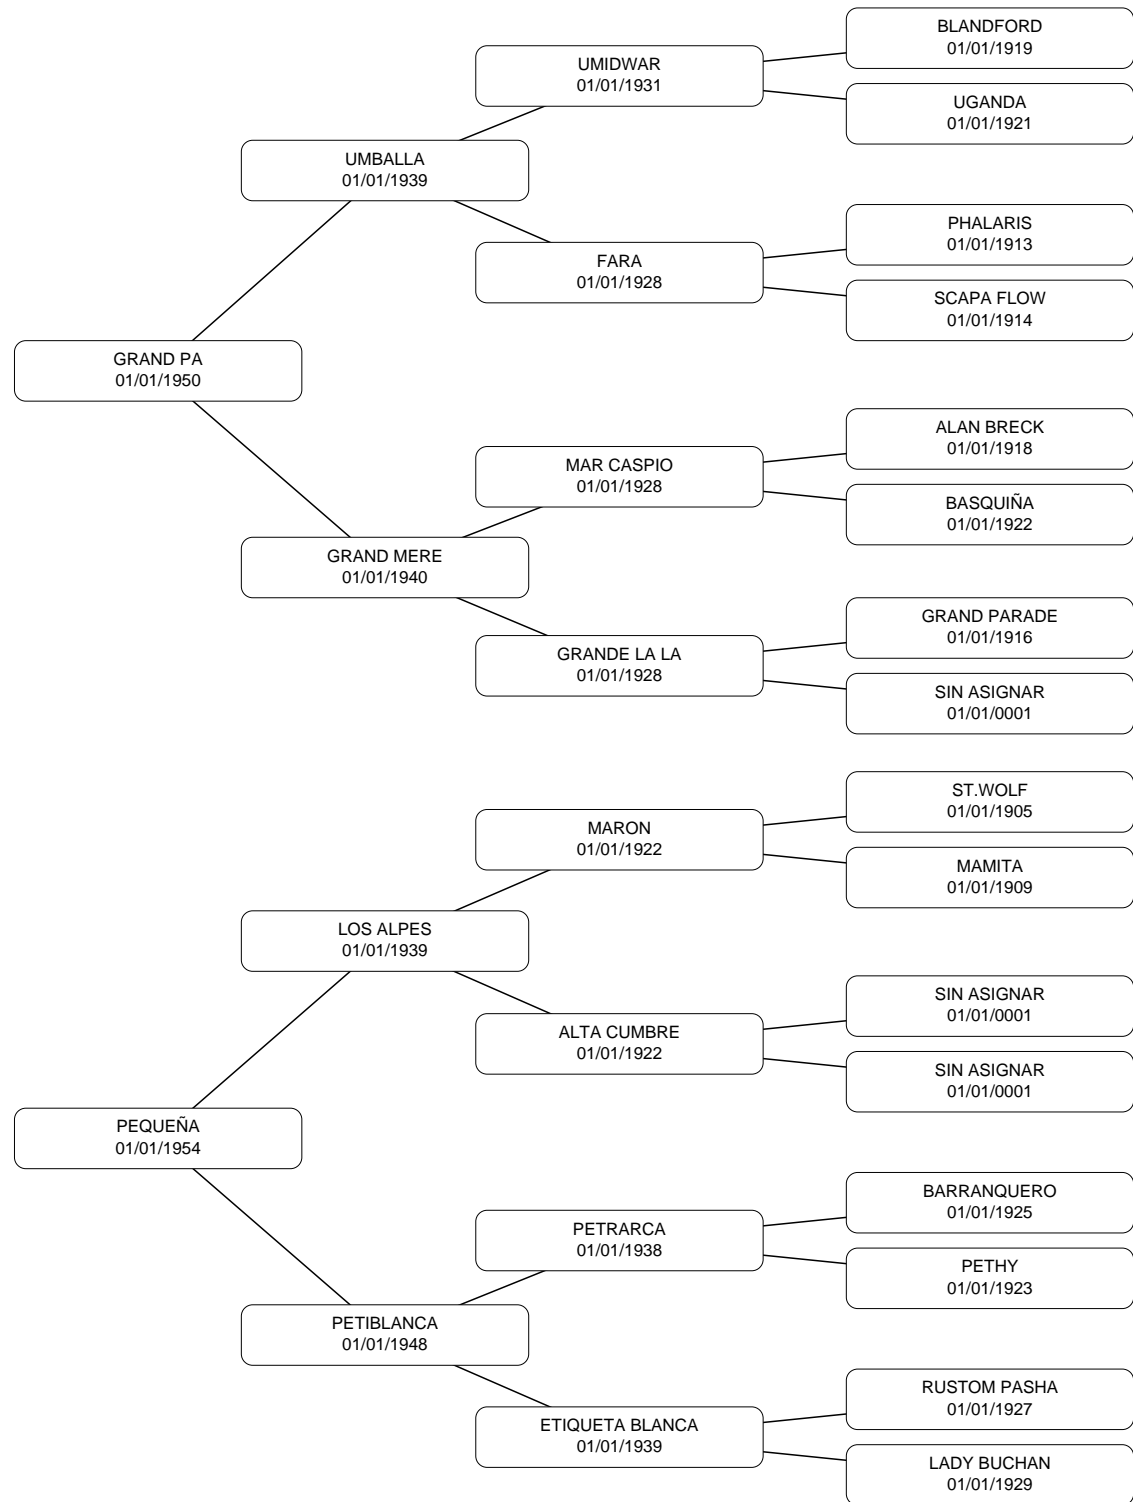 BLANDFORD
01/01/1919
UMIDWAR
01/01/1931
UGANDA
01/01/1921
UMBALLA
01/01/1939
PHALARIS
01/01/1913
FARA
01/01/1928
SCAPA FLOW
01/01/1914
GRAND PA
01/01/1950
ALAN BRECK
01/01/1918
MAR CASPIO
01/01/1928
BASQUIÑA
01/01/1922
GRAND MERE
01/01/1940
GRAND PARADE
01/01/1916
GRANDE LA LA
01/01/1928
SIN ASIGNAR
01/01/0001
ST.WOLF
01/01/1905
MARON
01/01/1922
MAMITA
01/01/1909
LOS ALPES
01/01/1939
SIN ASIGNAR
01/01/0001
ALTA CUMBRE
01/01/1922
SIN ASIGNAR
01/01/0001
PEQUEÑA
01/01/1954
BARRANQUERO
01/01/1925
PETRARCA
01/01/1938
PETHY
01/01/1923
PETIBLANCA
01/01/1948
RUSTOM PASHA
01/01/1927
ETIQUETA BLANCA
01/01/1939
LADY BUCHAN
01/01/1929